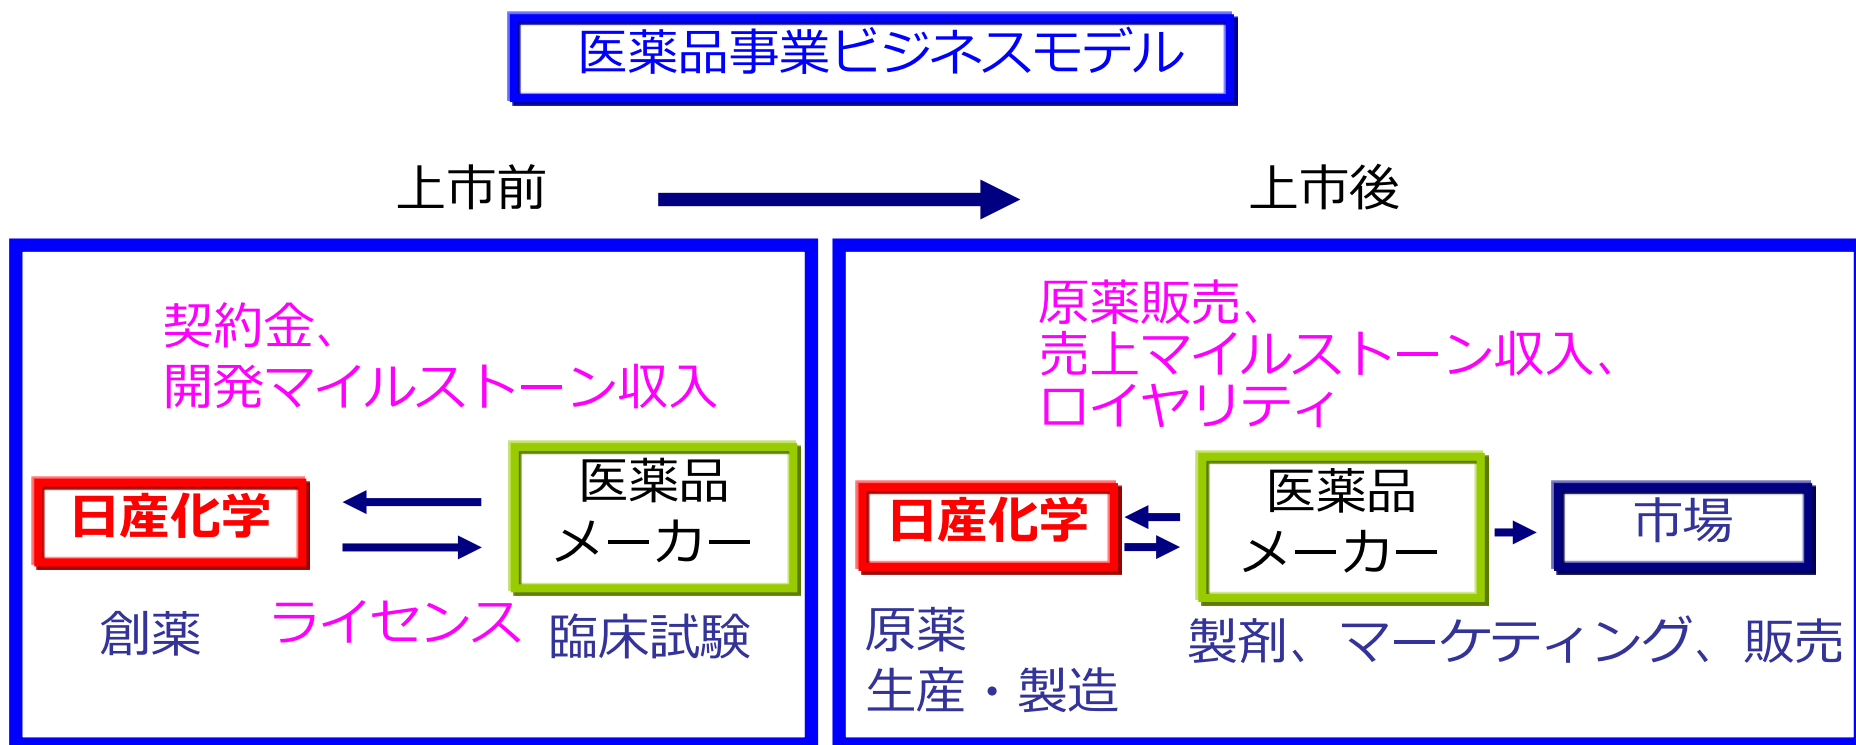 医薬品事業ビジネスモデル
上市前
上市後
契約金、
開発マイルストーン収入
日産化学
医薬品
メーカー
創薬
ライセンス
臨床試験
原薬販売、
売上マイルストーン収入、
ロイヤリティ
日産化学
医薬品
メーカー
市場
原薬
生産・製造
製剤、マーケティング、販売